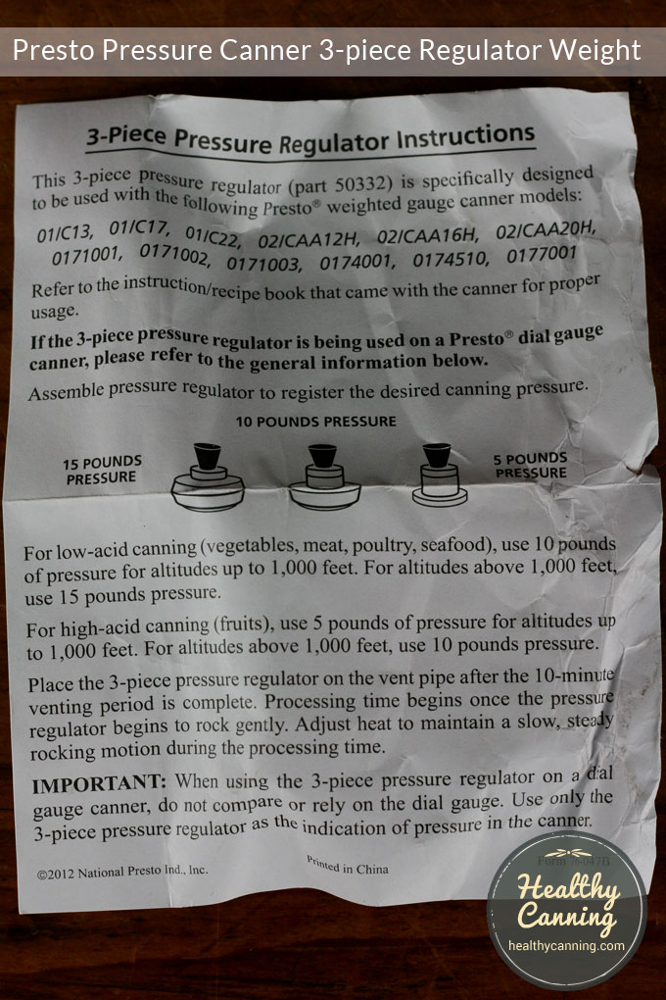 Presto Pressure Canner 3-piece Regulator Weight
3-Piece Pressure Regulator Instructions
This 3-piece pressure regulator (part 50332) is specifically designed
to be used with the following Presto® weighted gauge canner models:
01/C13, 01/C17, 01/C22, 02/CAA12H, 02/CAA16H, 02/CAA20H,
0171001, 0171002, 0171003, 0174001, 0174510, 0177001
Refer to the instruction/recipe book that came with the canner for proper
usage.
If the 3-piece pressure regulator is being used on a Presto® dial gauge
canner, please refer to the general information below.
Assemble pressure regulator to register the desired canning pressure.
10 POUNDS PRESSURE
15 POUNDS
PRESSURE
5 POUNDS
PRESSURE
For low-acid canning (vegetables, meat, poultry, seafood), use 10 pounds
of pressure for altitudes up to 1,000 feet. For altitudes above 1,000 feet,
use 15 pounds pressure.
For high-acid canning (fruits), use 5 pounds of pressure for altitudes up
to 1,000 feet. For altitudes above 1,000 feet, use 10 pounds pressure.
Place the 3-piece pressure regulator on the vent pipe after the 10-minute
venting period is complete. Processing time begins once the pressure
regulator begins to rock gently. Adjust heat to maintain a slow, steady
rocking motion during the processing time.
IMPORTANT: When using the 3-piece pressure regulator on a dial
gauge canner, do not compare or rely on the dial gauge. Use only the
3-piece pressure regulator as the indication of pressure in the canner.
©2012 National Presto Ind., Inc.
Printed in China
Form
Healthy
Canning
healthycanning.com